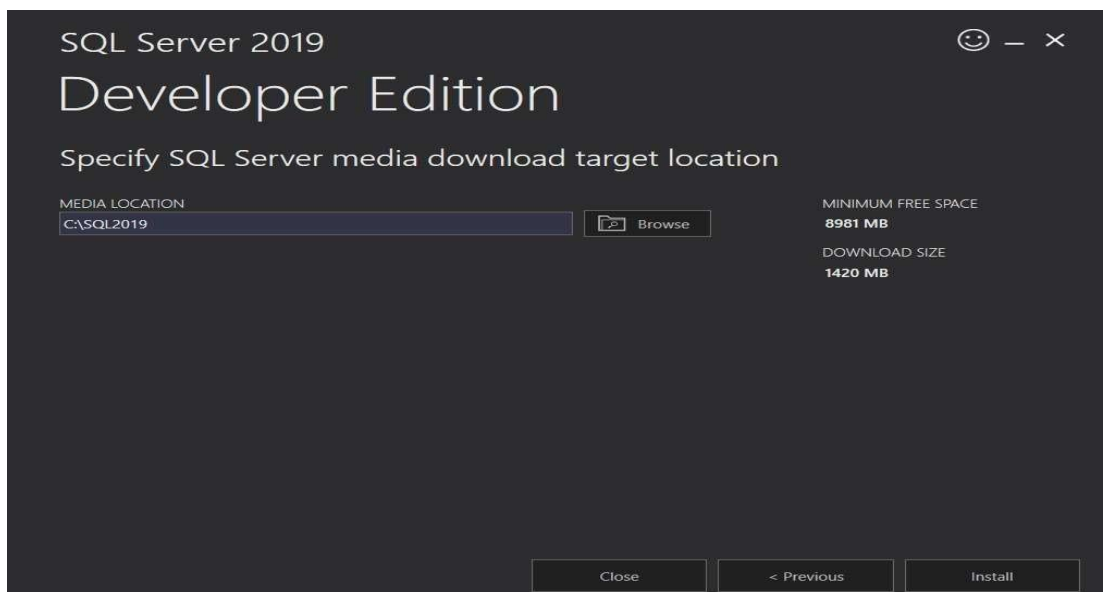 SQL Server 2019
Developer Edition
Specify SQL Server media download target location
MEDIA LOCATION
C:\SQL2019
Browse
MINIMUM FREE SPACE
8981 MB
DOWNLOAD SIZE
1420 MB
Close
< Previous
Install